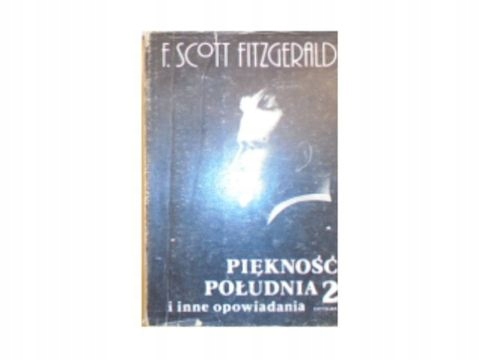 F. SCOTT FITZGERALD
PIĘKNOŚĆ
POŁUDNIA 2
i inne opowiadania